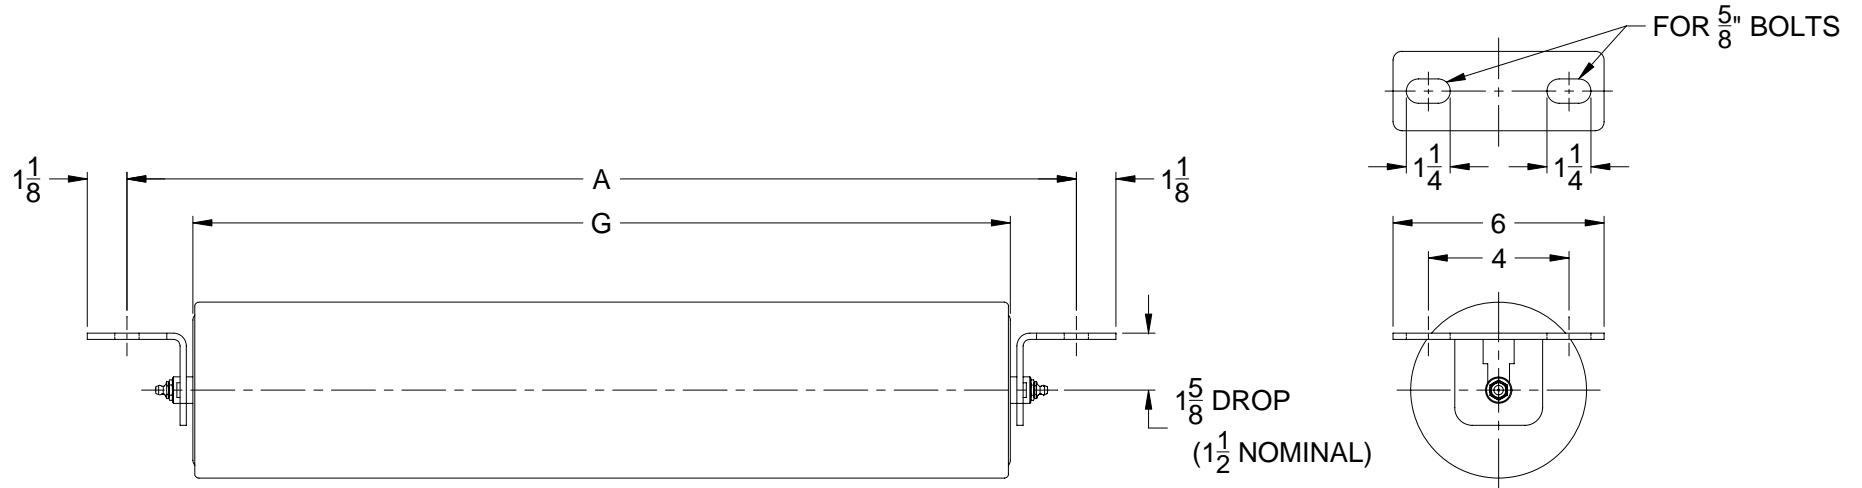 FOR 5/8" BOLTS
1 1/4
1 1/4
1 1/8
A
1 1/8
G
6
4
1 5/8 DROP
(1 1/2 NOMINAL)